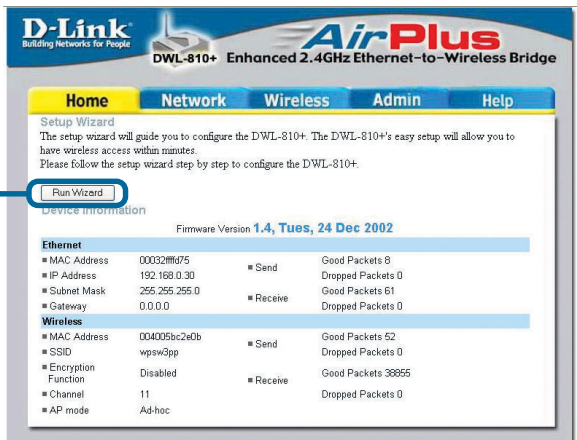 D-Link
Building Networks for People
DWL-810+
AirPlus
Enhanced 2.4GHz Ethernet-to-Wireless Bridge
Home Network Wireless Admin Help
Setup Wizard
The setup wizard will guide you to configure the DWL-810+. The DWL-810+'s easy setup will allow you to
have wireless access within minutes.
Please follow the setup wizard step by step to configure the DWL-810+.
Run Wizard
Device Information
Firmware Version 1.4, Tues, 24 Dec 2002
Ethernet
MAC Address 00032ffffd75 Send Good Packets 8
IP Address 192.168.0.30 Dropped Packets 0
Subnet Mask 255.255.255.0 Receive Good Packets 61
Gateway 0.0.0.0 Dropped Packets 0
Wireless
MAC Address 004005bc2e0b Send Good Packets 52
SSID wpsw3pp Dropped Packets 0
Encryption Function Disabled Receive Good Packets 38855
Channel 11 Dropped Packets 0
AP mode Ad-hoc